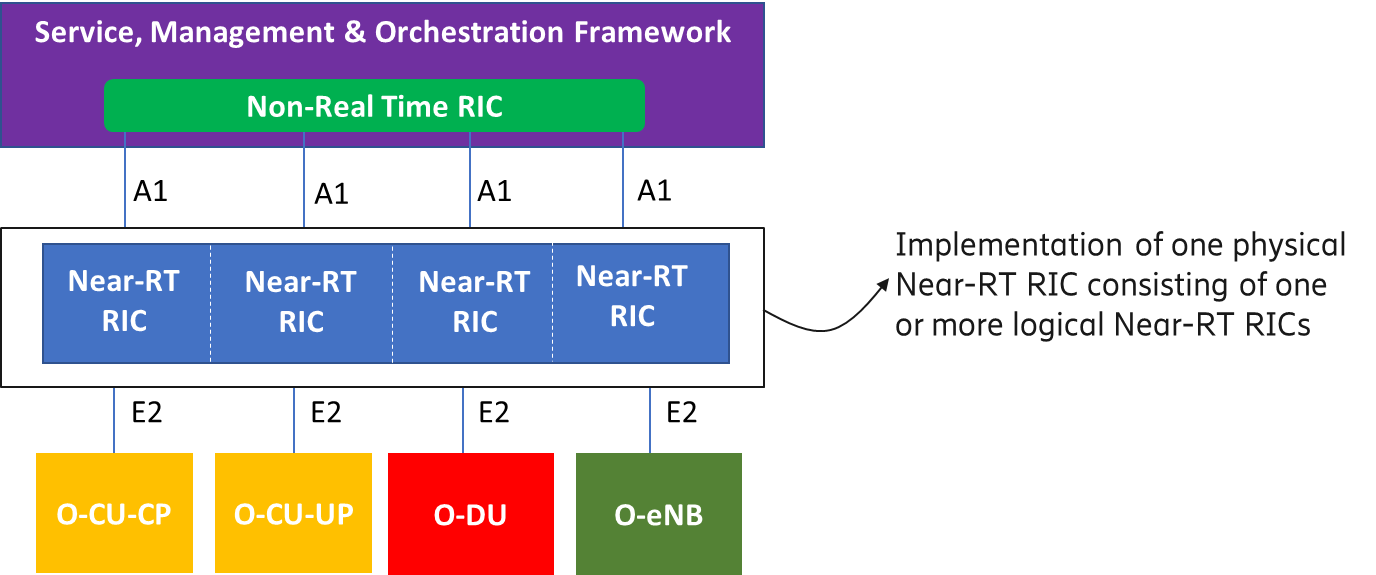 Service, Management & Orchestration Framework
Non-Real Time RIC
A1
A1
A1
A1
Near-RT
RIC
Near-RT
RIC
Near-RT
RIC
Near-RT
RIC
Implementation of one physical
Near-RT RIC consisting of one
or more logical Near-RT RICs
E2
E2
E2
E2
O-CU-CP
O-CU-UP
O-DU
O-eNB